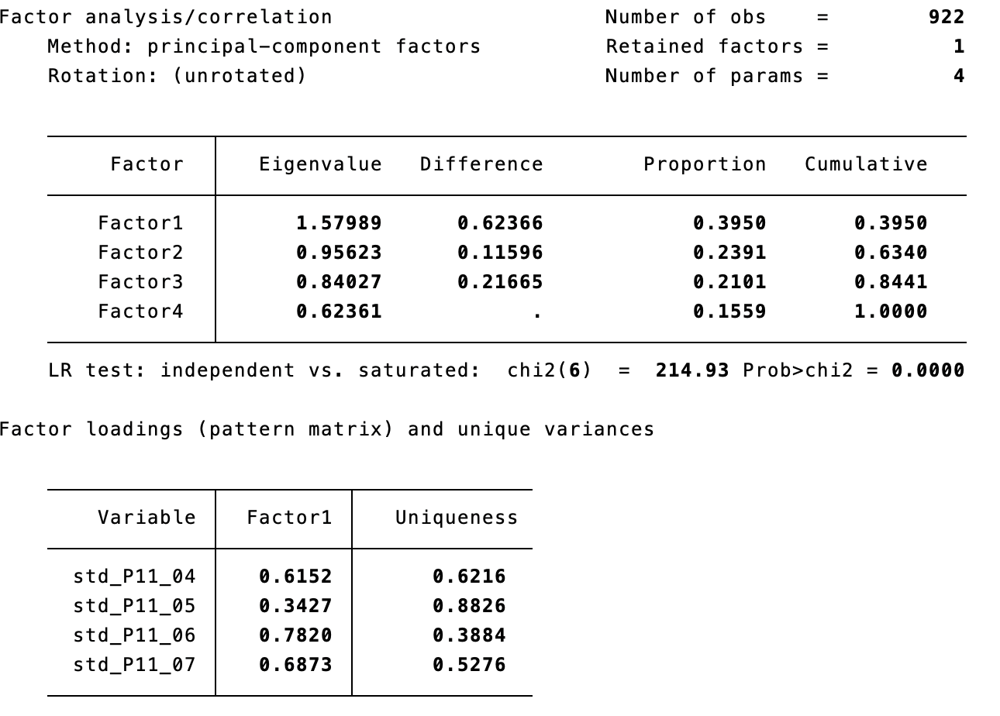 Factor analysis/correlation Number of obs = 922
Method: principal-component factors Retained factors = 1
Rotation: (unrotated) Number of params = 4
Factor Eigenvalue Difference Proportion Cumulative
Factor1 1.57989 0.62366 0.3950 0.3950
Factor2 0.95623 0.11596 0.2391 0.6340
Factor3 0.84027 0.21665 0.2101 0.8441
Factor4 0.62361 . 0.1559 1.0000
LR test: independent vs. saturated: chi2(6) = 214.93 Prob>chi2 = 0.0000
Factor loadings (pattern matrix) and unique variances
Variable Factor1 Uniqueness
std_P11_04 0.6152 0.6216
std_P11_05 0.3427 0.8826
std_P11_06 0.7820 0.3884
std_P11_07 0.6873 0.5276